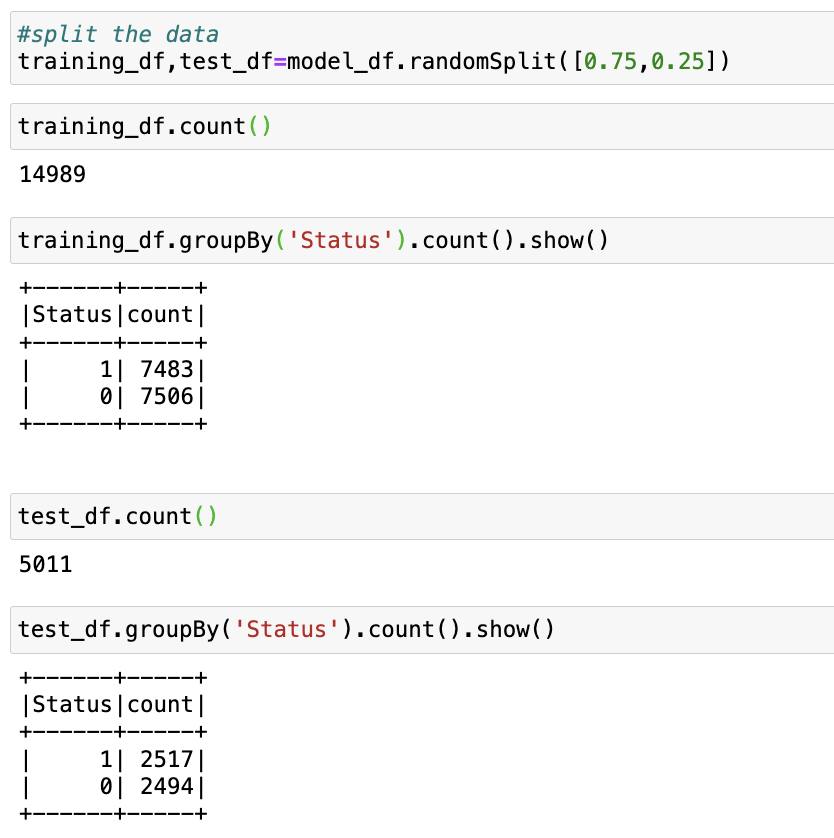 #split the data
training_df,test_df=model_df.randomSplit([0.75,0.25])
training_df.count()
14989
training_df.groupBy('Status').count().show()
+------+-----+
|Status|count|
+------+-----+
|     1| 7483|
|     0| 7506|
+------+-----+
test_df.count()
5011
test_df.groupBy('Status').count().show()
+------+-----+
|Status|count|
+------+-----+
|     1| 2517|
|     0| 2494|
+------+-----+